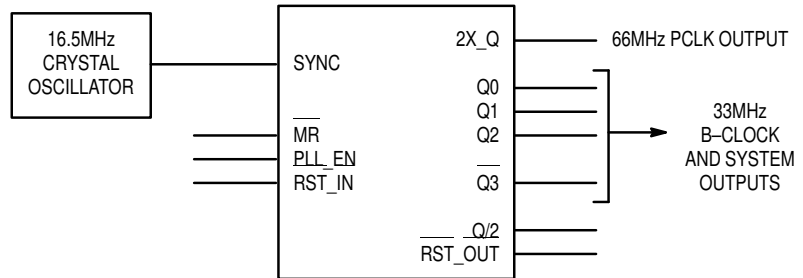 16.5MHz
CRYSTAL
OSCILLATOR
SYNC
MR
PLL_EN
RST_IN
2X_Q
Q0
Q1
Q2
Q3
Q/2
RST_OUT
66MHz PCLK OUTPUT
33MHz
B–CLOCK
AND SYSTEM
OUTPUTS